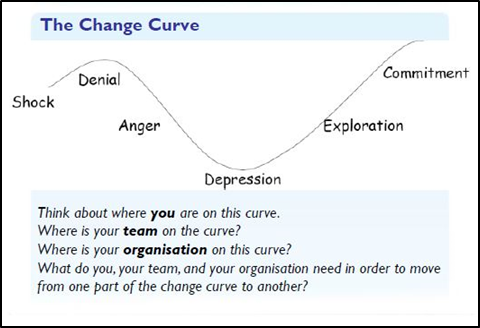 The Change Curve
Denial
Commitment
Shock
Anger
Exploration
Depression
Think about where you are on this curve.
Where is your team on the curve?
Where is your organisation on this curve?
What do you, your team, and your organisation need in order to move
from one part of the change curve to another?